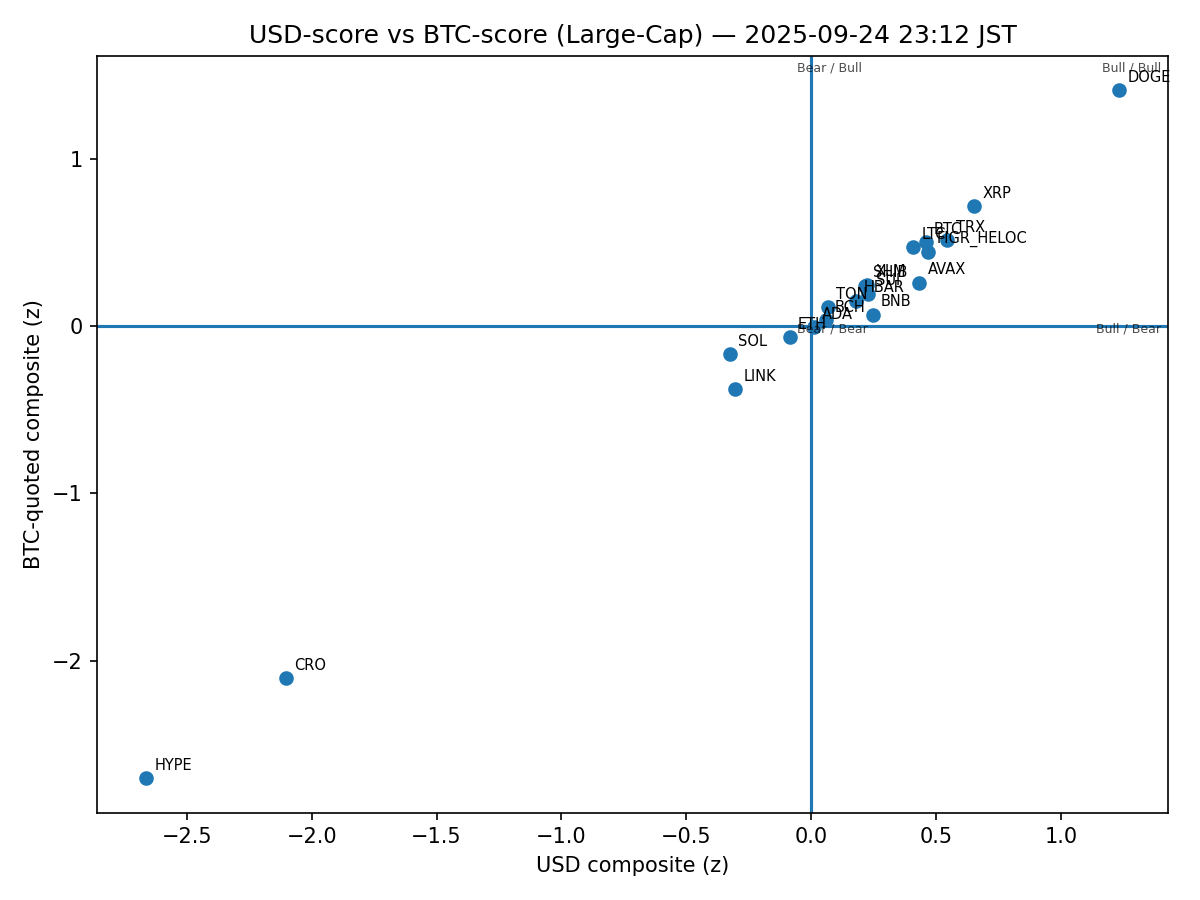 USD-score vs BTC-score (Large-Cap) — 2025-09-24 23:12 JST
Bear / Bull
Bull / Bull
DOGE
1
XRP
BTC
TRX
LTC
FIGR_HELOC
AVAX
SHIB
XLM
SUI
HBAR
TON
BNB
BCH
ADA
ETH
0
Bear / Bear
Bull / Bear
SOL
LINK
BTC-quoted composite (z)
−1
−2
CRO
HYPE
−2.5
−2.0
−1.5
−1.0
−0.5
0.0
0.5
1.0
USD composite (z)